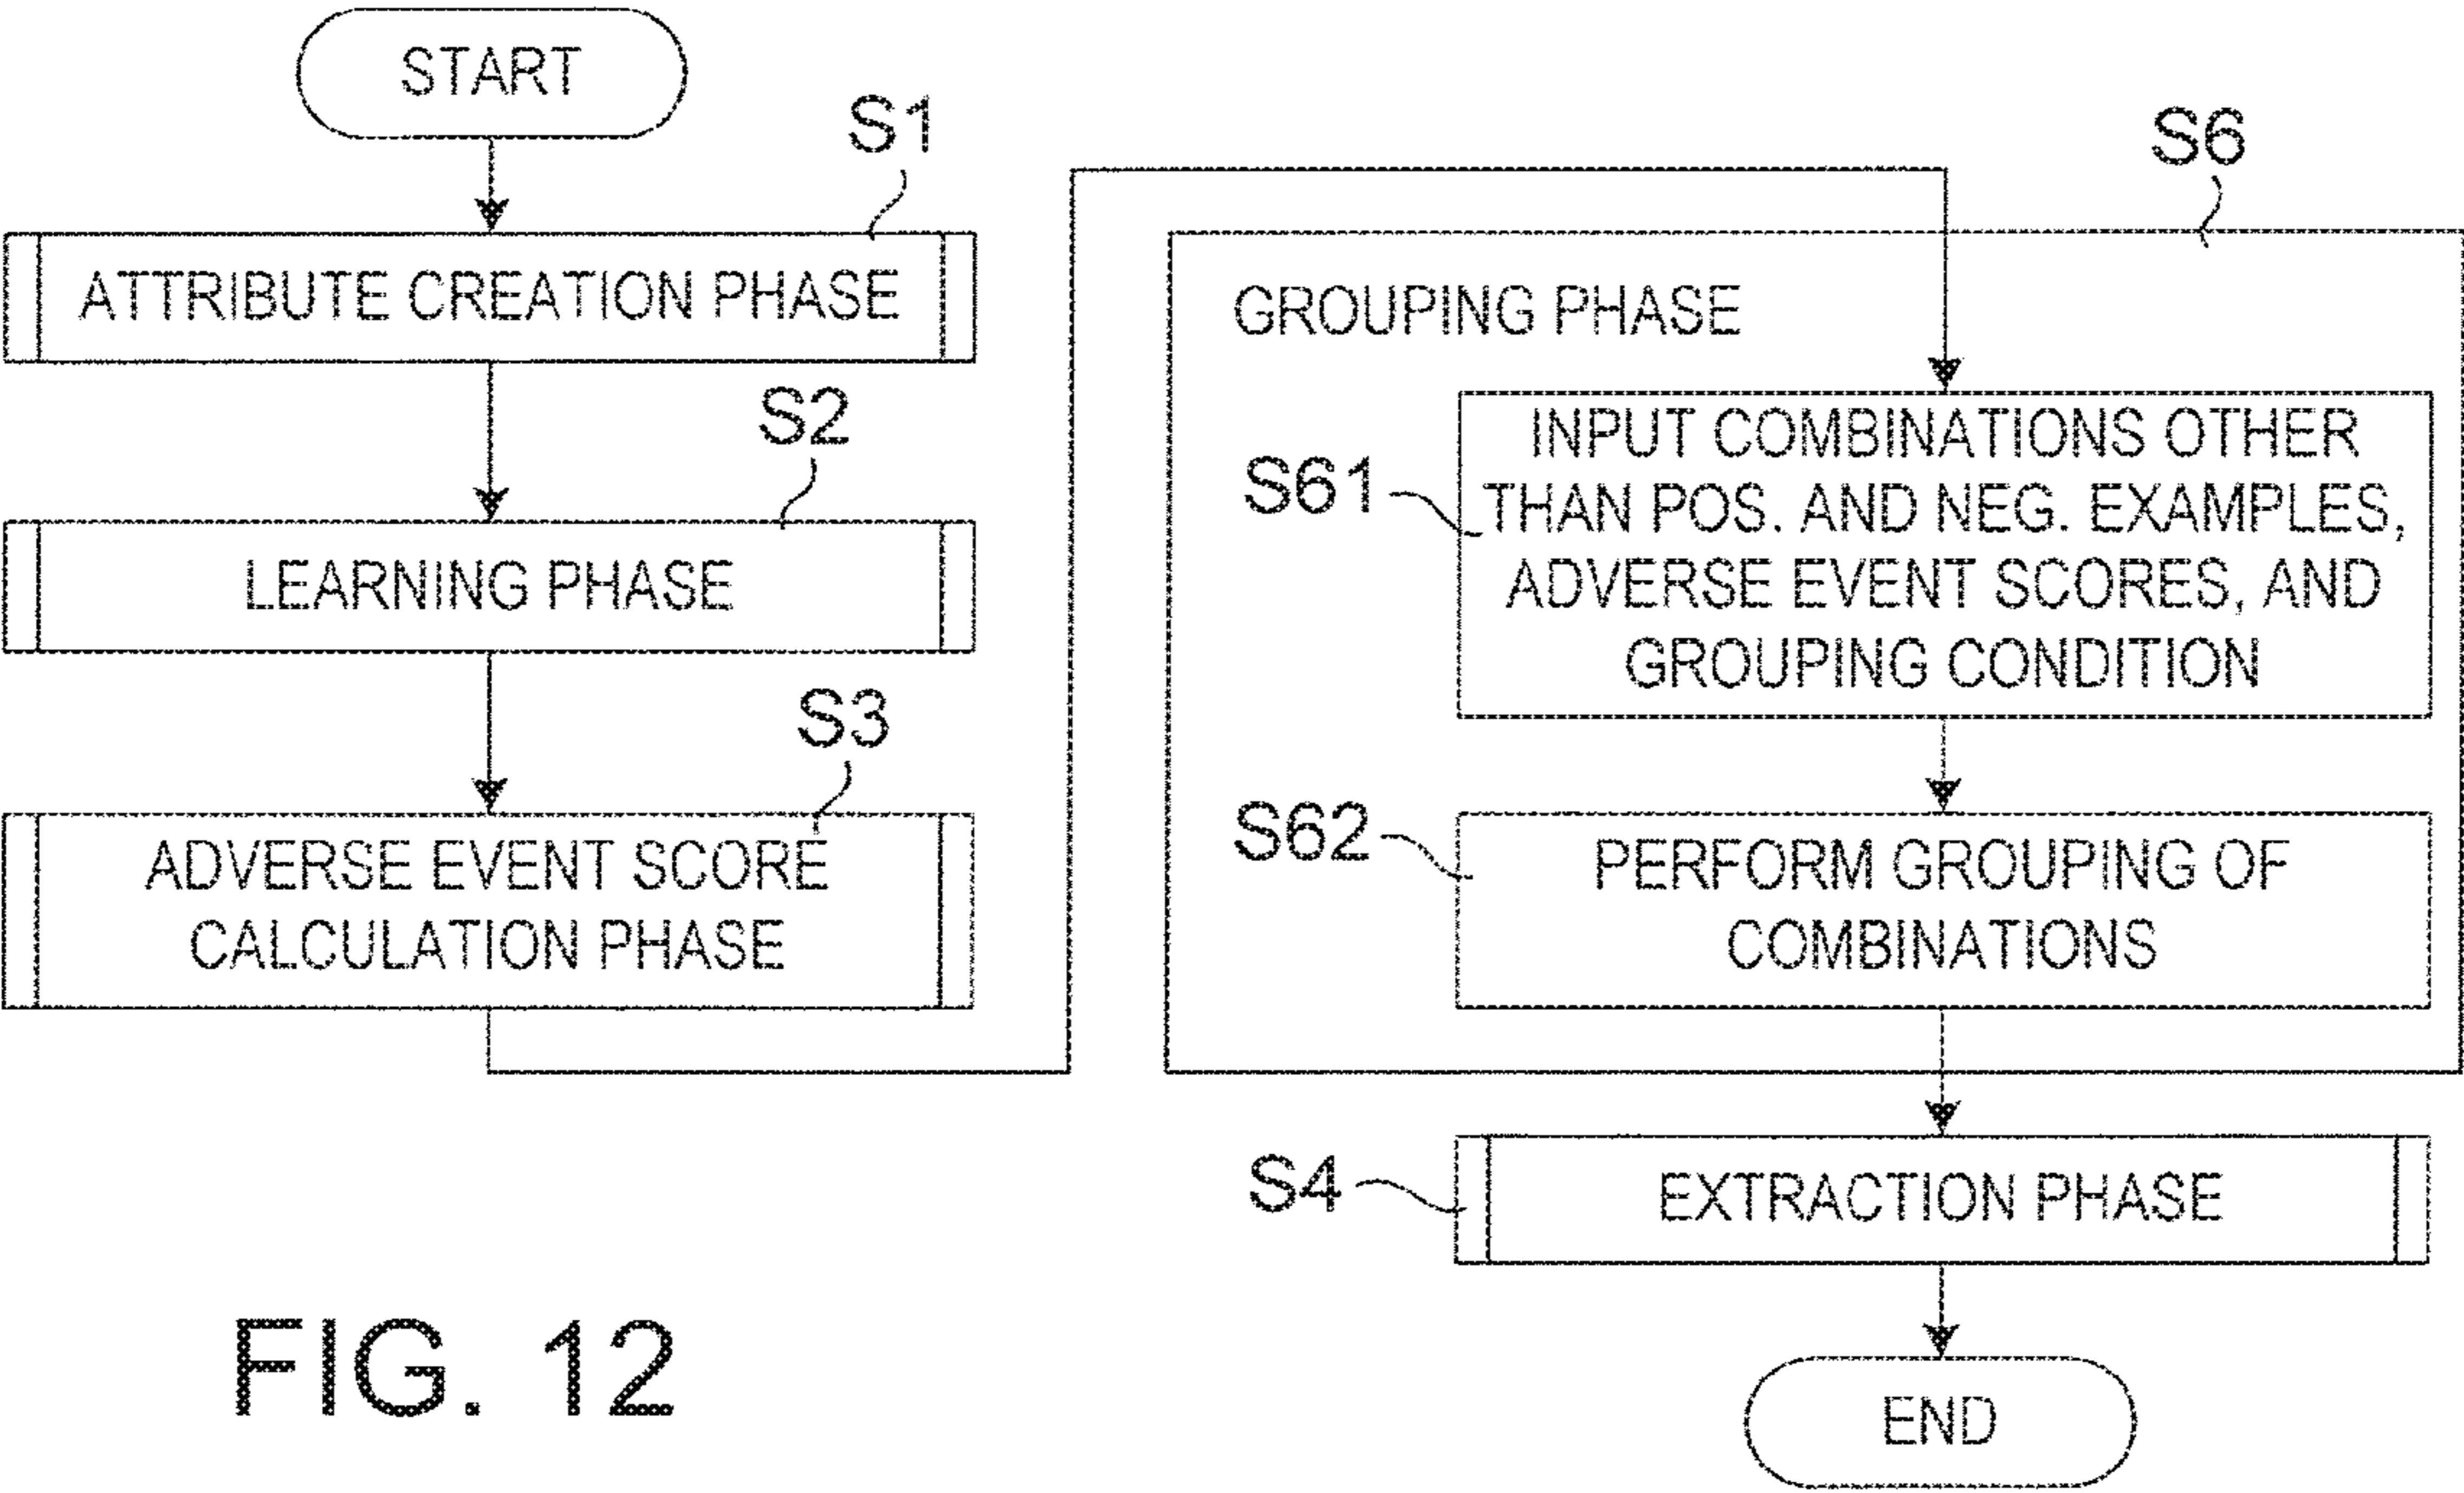 START
S1
ATTRIBUTE CREATION PHASE
S2
LEARNING PHASE
S3
ADVERSE EVENT SCORE
CALCULATION PHASE
S6
GROUPING PHASE
S61
INPUT COMBINATIONS OTHER
THAN POS. AND NEG. EXAMPLES,
ADVERSE EVENT SCORES, AND
GROUPING CONDITION
S62
PERFORM GROUPING OF
COMBINATIONS
S4
EXTRACTION PHASE
END
FIG. 12